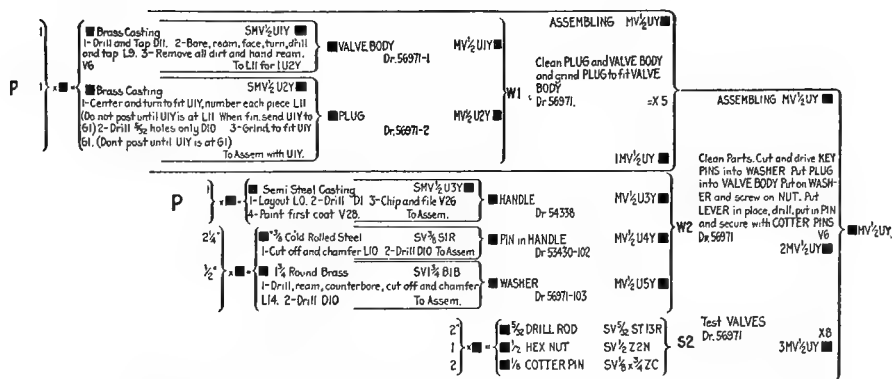 ASSEMBLING MV½UY
1 Brass Casting SMV½U1Y
1-Drill and Tap D11. 2-Bore, ream, face, turn, drill
and tap L9. 3-Remove all dirt and hand ream.
V6 To L11 for 1U2Y
VALVE BODY MV½U1Y
Dr. 56971-1
P
1 x = Brass Casting SMV½U2Y
1-Center and turn to fit U1Y, number each piece L11
(Do not post until U1Y is at L11 When fin. send U1Y to
G1) 2-Drill 5/32 holes only D10 3-Grind, to fit U1Y
G1. (Dont post until U1Y is at G1)
To Assem with U1Y.
PLUG MV½U2Y
Dr. 56971-2
W1
Clean PLUG and VALVE BODY
and grind PLUG to fit VALVE
BODY
Dr 56971.
=X5
1MV½UY
P
1 x = Semi Steel Casting SMV½U3Y
1-Layout L0. 2-Drill D1 3-Chip and file V26
4-Paint first coat V28. To Assem.
HANDLE MV½U3Y
Dr 54338
2¼" ⅜ Cold Rolled Steel SV⅜S1R
1-Cut off and chamfer L10 2-Drill D10 To Assem
PIN in HANDLE MV½U4Y
Dr 53430-102
x =
½" 1¾ Round Brass SV1¾B1B
1-Drill, ream, counterbore, cut off and chamfer
L14. 2-Drill D10 To Assem.
WASHER MV½U5Y
Dr 56971-103
W2
ASSEMBLING MV½UY
Clean Parts. Cut and drive KEY
PINS into WASHER Put PLUG
into VALVE BODY Put on WASH-
ER and screw on NUT. Put
LEVER in place, drill, put in PIN
and secure with COTTER PINS
Dr. 56971 V6
2MV½UY
MV½UY
2" 5/32 DRILL ROD SV5/32 ST13R
1 x = ½ HEX NUT SV½Z2N
2 ⅛ COTTER PIN SV⅛x¾ZC
S2
Test VALVES
Dr. 56971 X8
3MV½UY